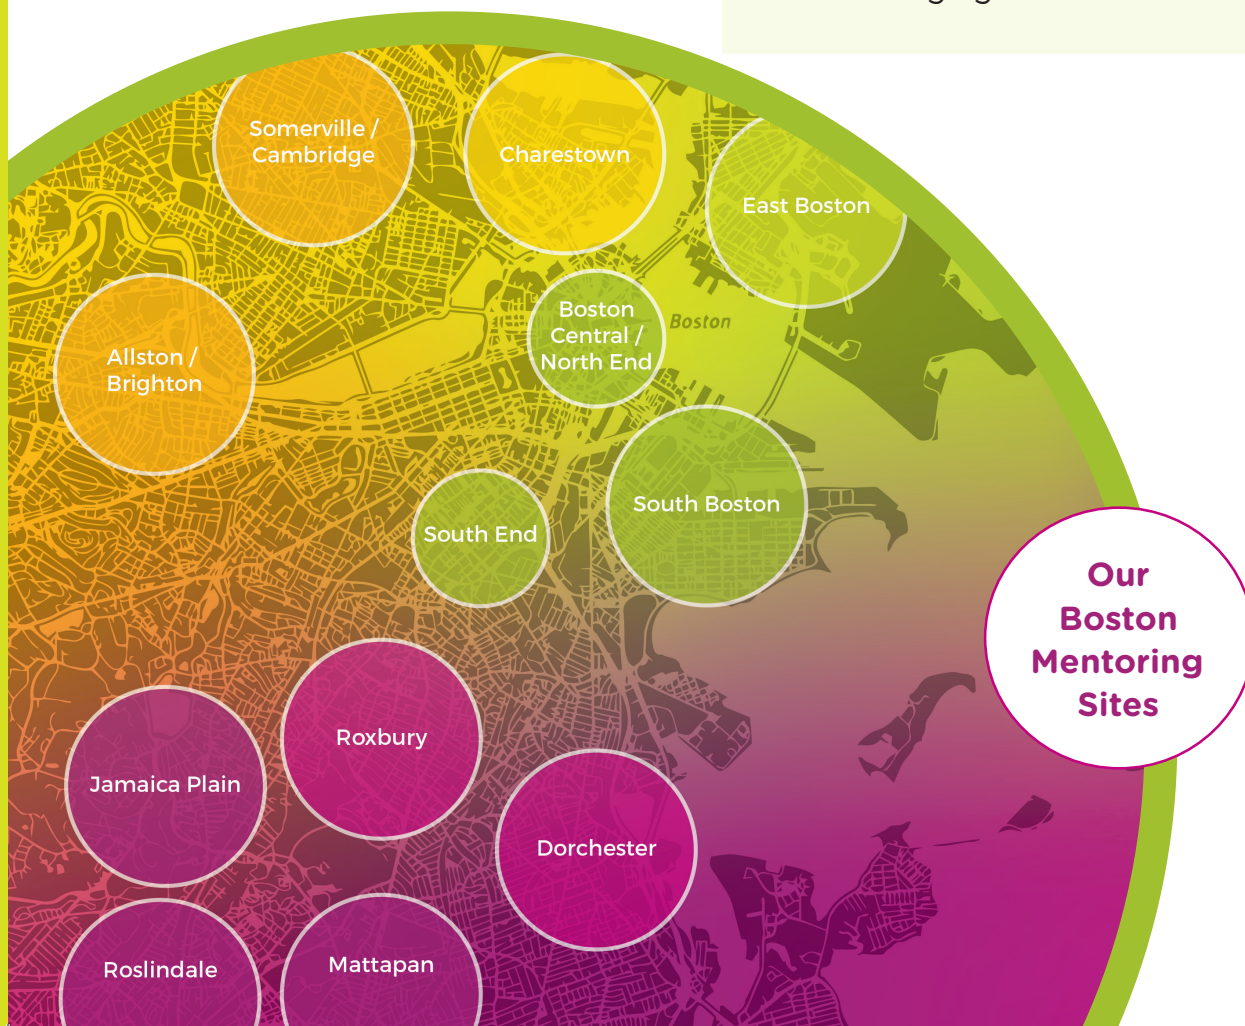 Somerville /
Cambridge
Charestown
East Boston
Boston
Central /
North End
Boston
Allston /
Brighton
South Boston
South End
Our
Boston
Mentoring
Sites
Roxbury
Jamaica Plain
Dorchester
Roslindale
Mattapan